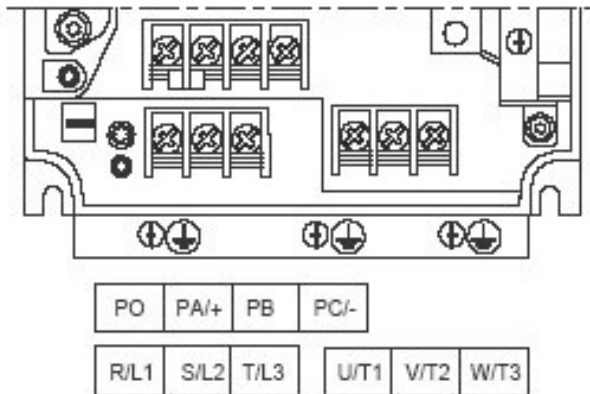 PO PA/+ PB PC/-
R/L1 S/L2 T/L3 U/T1 V/T2 W/T3